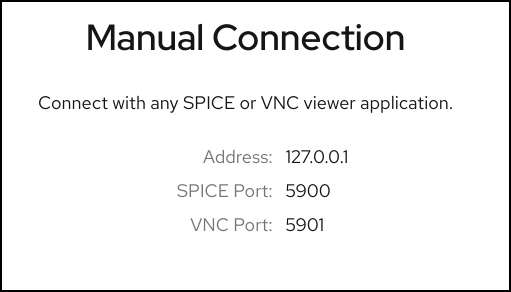 Manual Connection
Connect with any SPICE or VNC viewer application.
Address: 127.0.0.1
SPICE Port: 5900
VNC Port: 5901